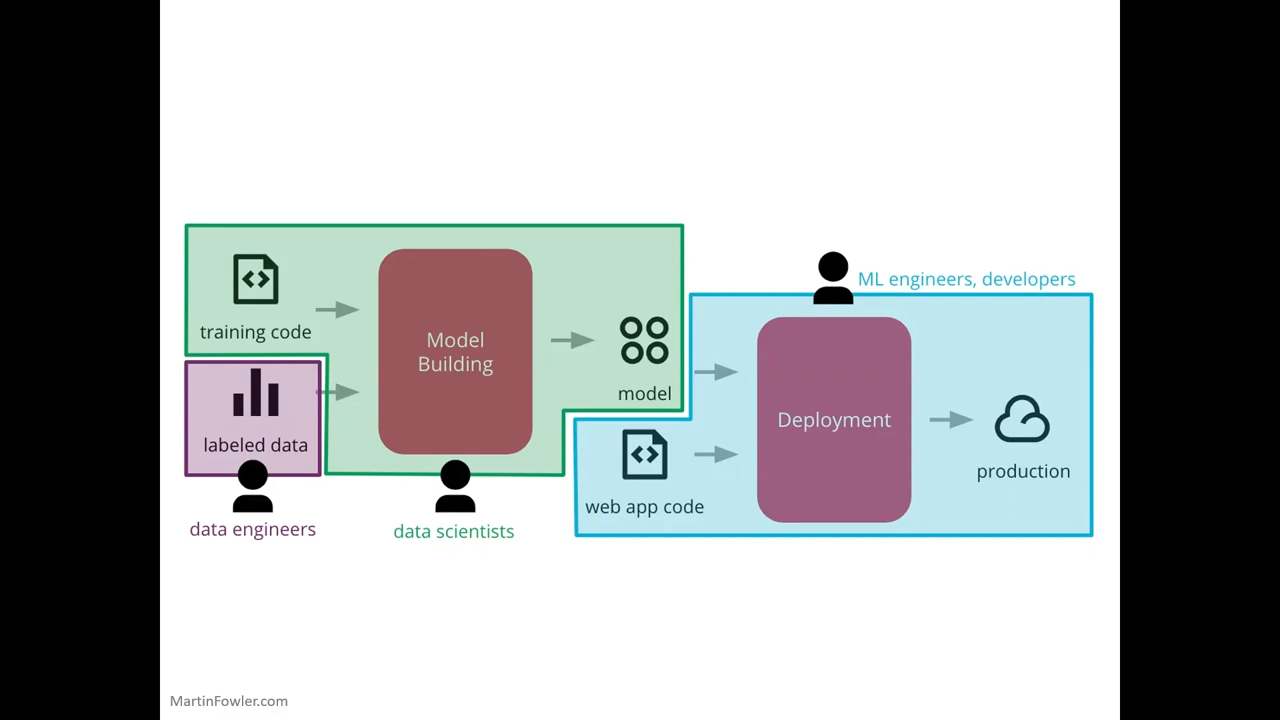 training code
labeled data
data engineers
Model
Building
data scientists
model
web app code
ML engineers, developers
Deployment
production
MartinFowler.com